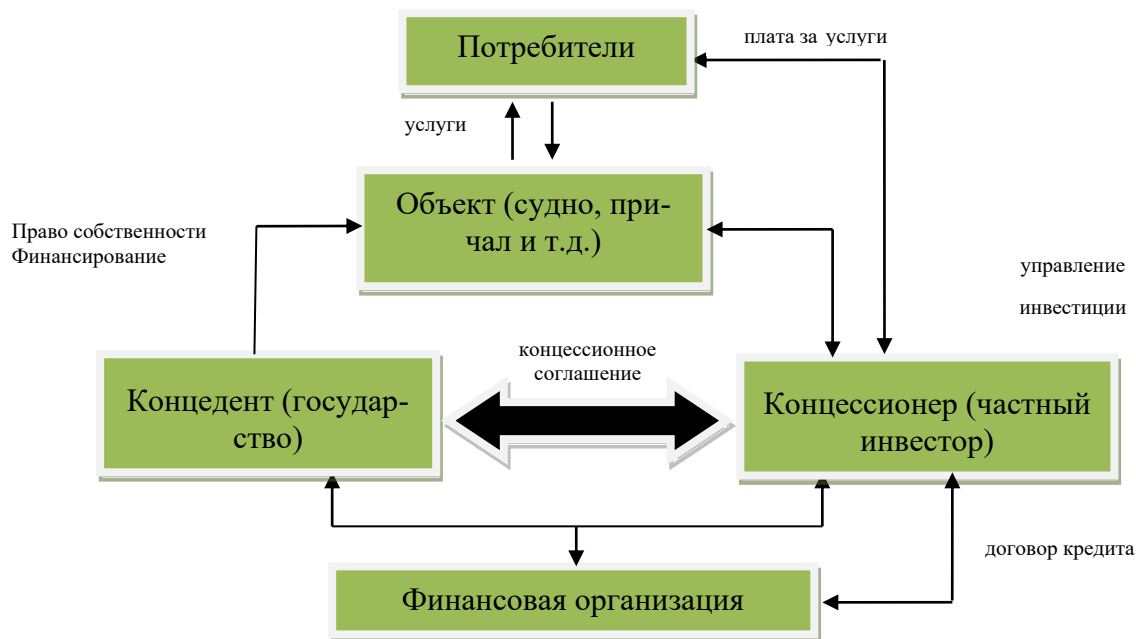 Потребители
плата за услуги
услуги
Объект (судно, при-
чал и т.д.)
Право собственности
Финансирование
управление
инвестиции
концессионное
соглашение
Концедент (государ-
ство)
Концессионер (частный
инвестор)
договор кредита
Финансовая организация